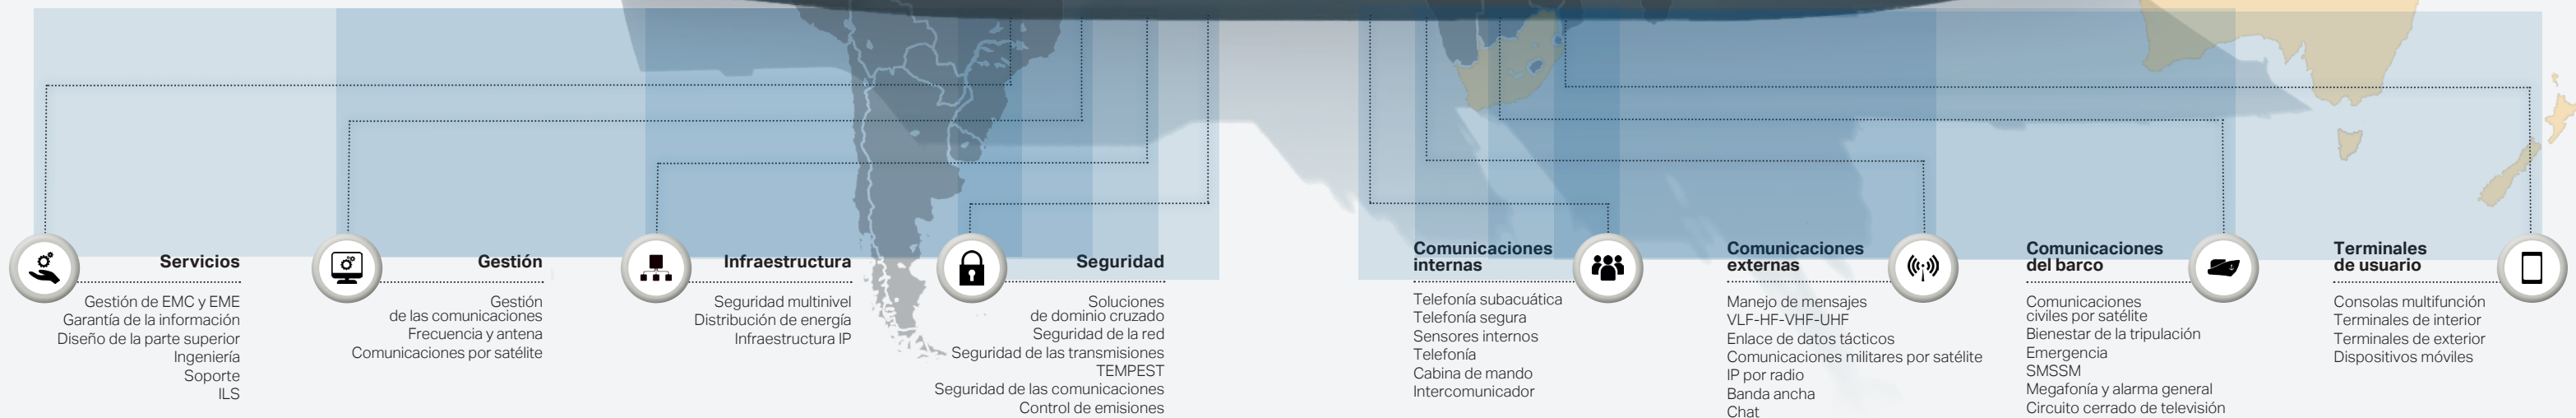 Servicios
Gestión de EMC y EME
Garantía de la información
Diseño de la parte superior
Ingeniería
Soporte
ILS
Gestión
Gestión
de las comunicaciones
Frecuencia y antena
Comunicaciones por satélite
Infraestructura
Seguridad multinivel
Distribución de energía
Infraestructura IP
Seguridad
Soluciones
de dominio cruzado
Seguridad de la red
Seguridad de las transmisiones
TEMPEST
Seguridad de las comunicaciones
Control de emisiones
Comunicaciones
internas
Telefonía subacuática
Telefonía segura
Sensores internos
Telefonía
Cabina de mando
Intercomunicador
Comunicaciones
externas
Manejo de mensajes
VLF-HF-VHF-UHF
Enlace de datos tácticos
Comunicaciones militares por satélite
IP por radio
Banda ancha
Chat
Comunicaciones
del barco
Comunicaciones
civiles por satélite
Bienestar de la tripulación
Emergencia
SMSSM
Megafonía y alarma general
Circuito cerrado de televisión
Terminales
de usuario
Consolas multifunción
Terminales de interior
Terminales de exterior
Dispositivos móviles